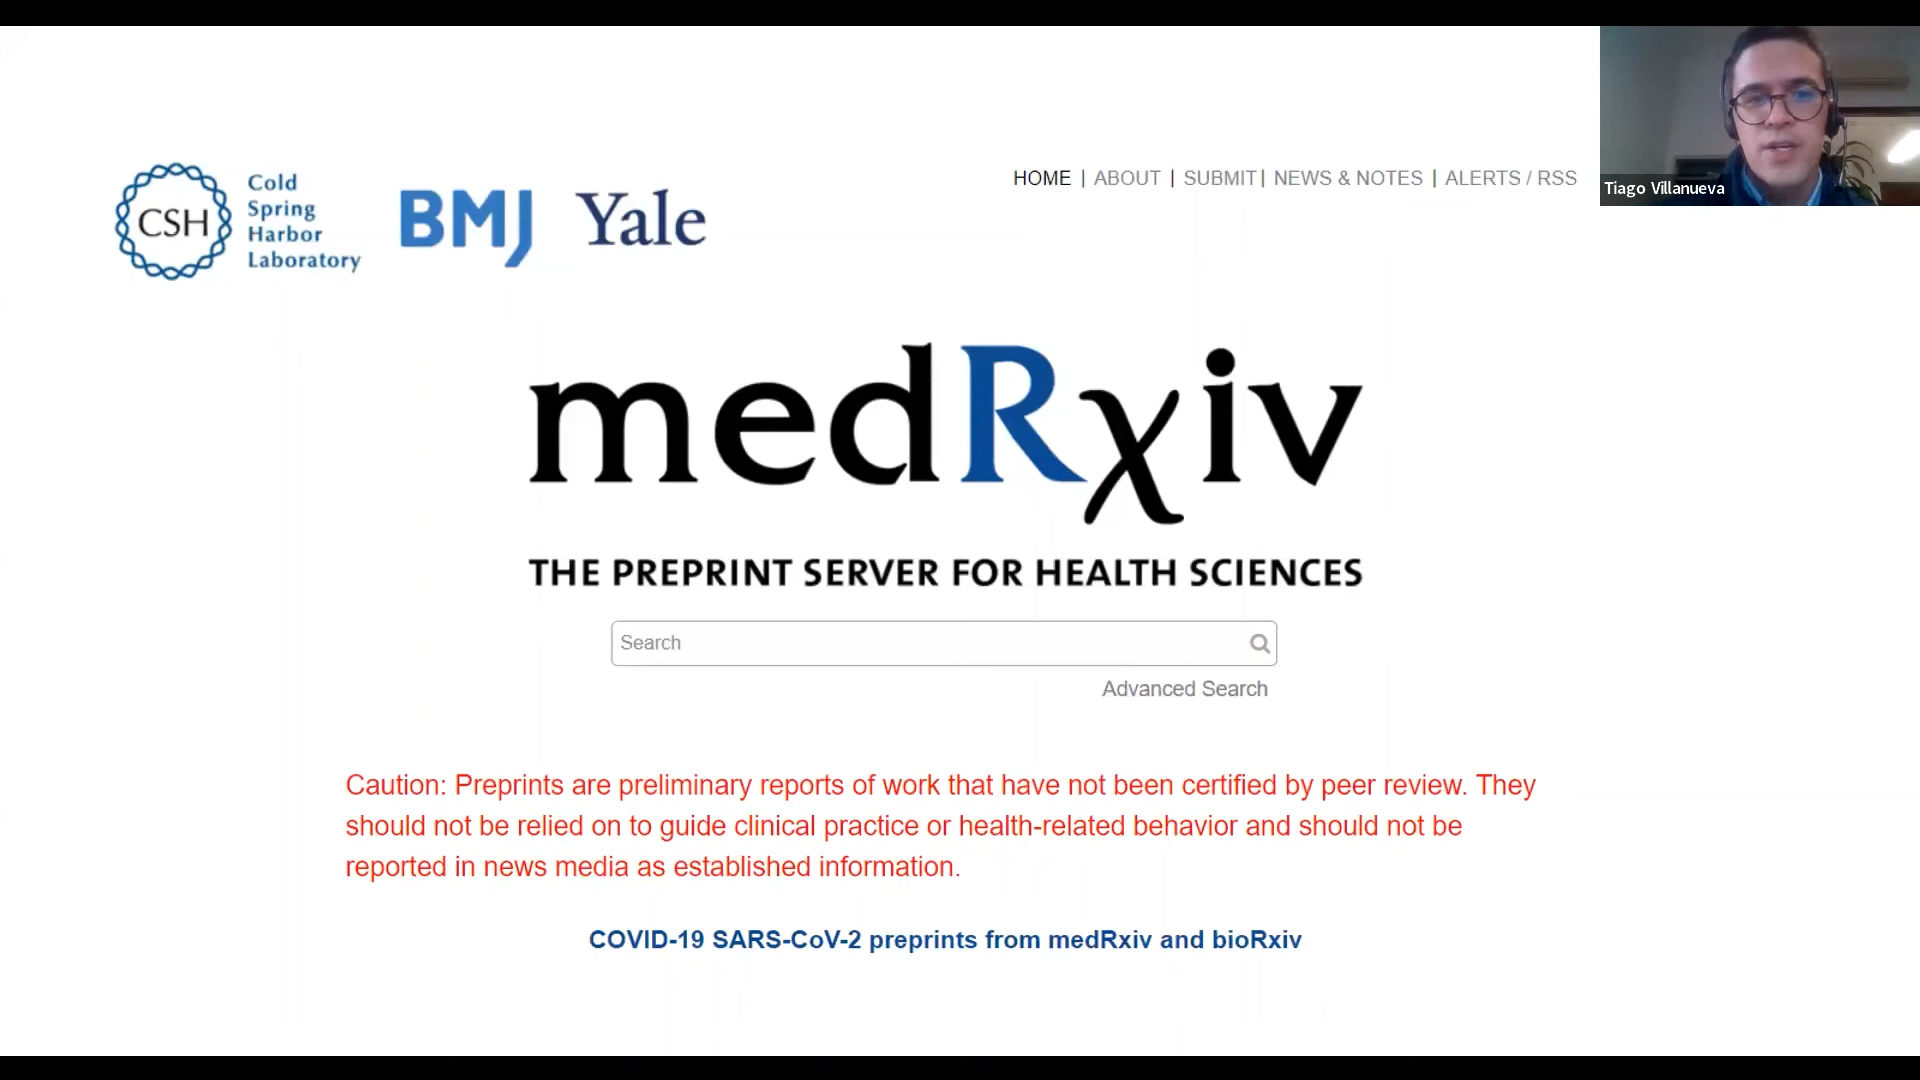 CSH
Cold
Spring
Harbor
Laboratory
BMJ
Yale
HOME | ABOUT | SUBMIT | NEWS & NOTES | ALERTS / RSS
Tiago Villanueva
medRxiv
THE PREPRINT SERVER FOR HEALTH SCIENCES
Search
Advanced Search
Caution: Preprints are preliminary reports of work that have not been certified by peer review. They
should not be relied on to guide clinical practice or health-related behavior and should not be
reported in news media as established information.
COVID-19 SARS-CoV-2 preprints from medRxiv and bioRxiv